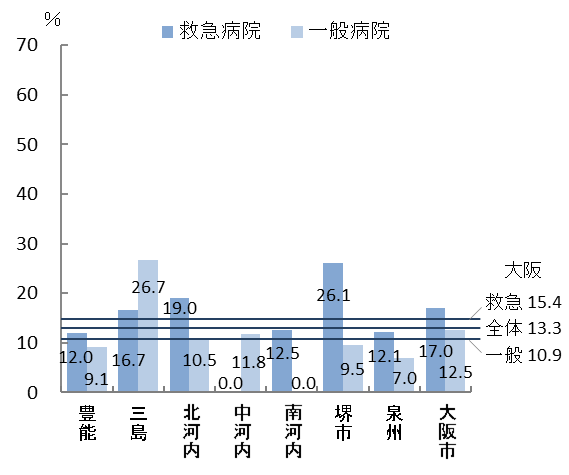 %
救急病院 一般病院
70
60
50
40
30
20
10
0
12.0
9.1
16.7
26.7
19.0
10.5
0.0
11.8
12.5
0.0
26.1
9.5
12.1
7.0
17.0
12.5
大阪
救急 15.4
全体 13.3
一般 10.9
豊能
三島
北河内
中河内
南河内
堺市
泉州
大阪市